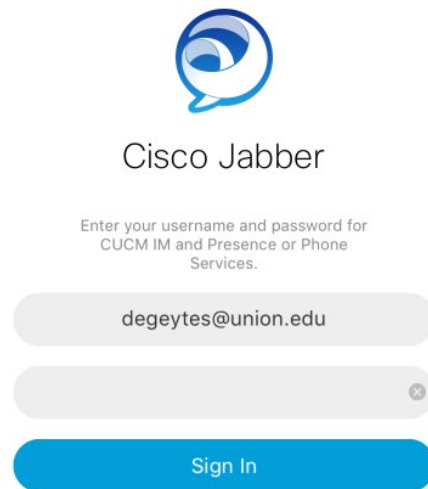 Cisco Jabber
Enter your username and password for
CUCM IM and Presence or Phone
Services.
degeytes@union.edu
Sign In